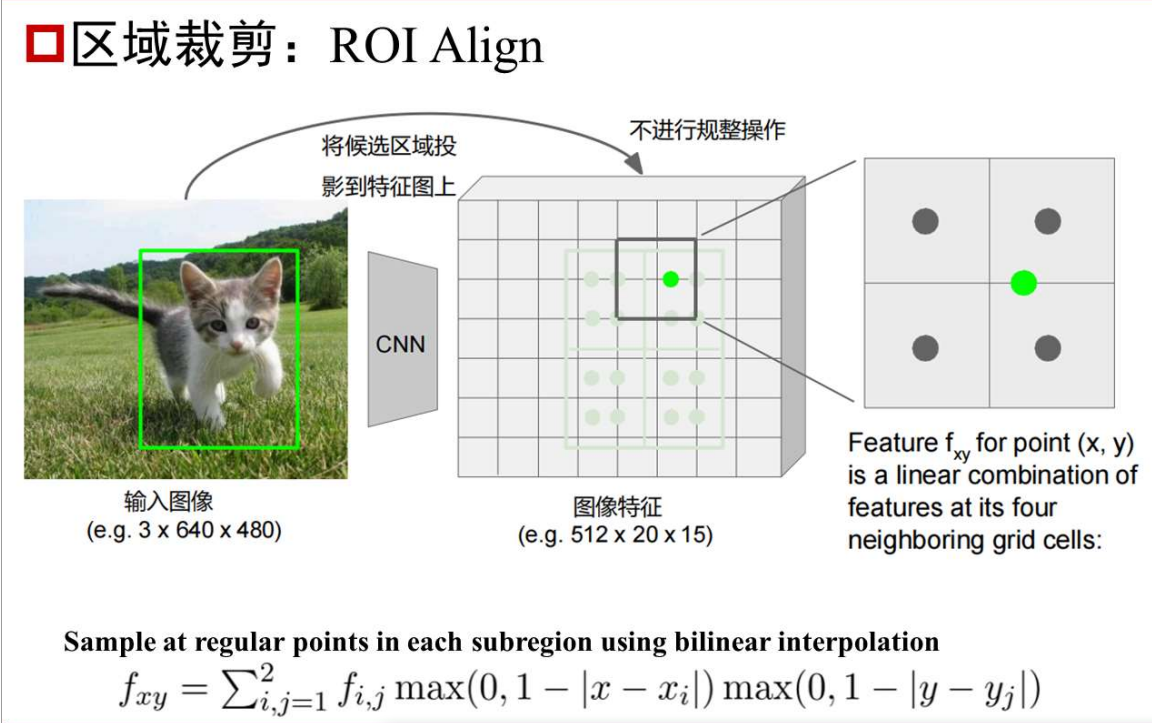 区域裁剪：ROI Align
将候选区域投
影到特征图上
不进行规整操作
CNN
输入图像
(e.g. 3 x 640 x 480)
图像特征
(e.g. 512 x 20 x 15)
Feature f_xy for point (x, y)
is a linear combination of
features at its four
neighboring grid cells:
Sample at regular points in each subregion using bilinear interpolation
f_{xy} = ∑_{i,j=1}^{2} f_{i,j} max(0, 1 − |x − x_i|) max(0, 1 − |y − y_j|)